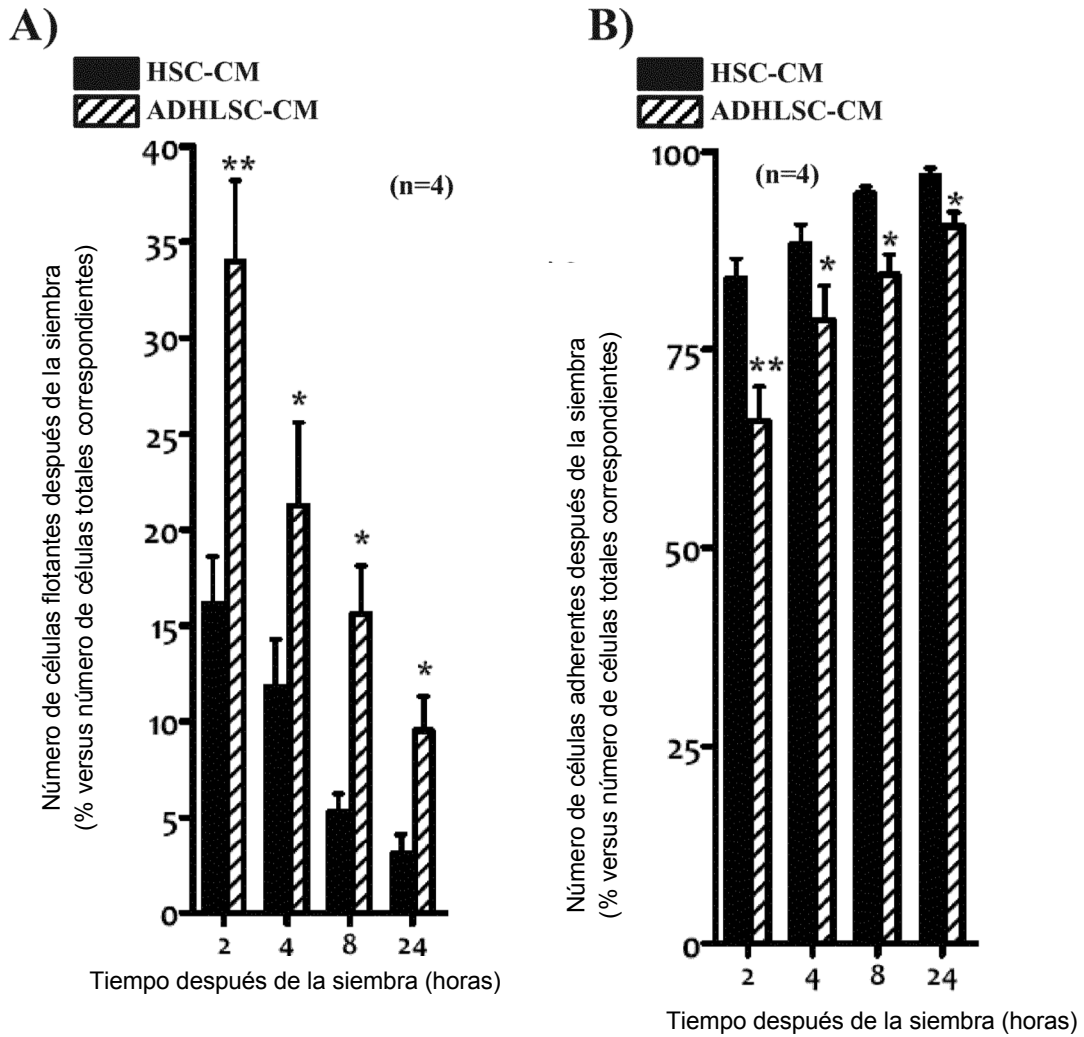 A)
HSC-CM
ADHLSC-CM
40
35
30
25
20
15
10
5
0
**
*
*
*
(n=4)
2
4
8
24
Número de células flotantes después de la siembra
(% versus número de células totales correspondientes)
Tiempo después de la siembra (horas)
B)
HSC-CM
ADHLSC-CM
100
75
50
25
0
(n=4)
**
*
*
*
2
4
8
24
Número de células adherentes después de la siembra
(% versus número de células totales correspondientes)
Tiempo después de la siembra (horas)